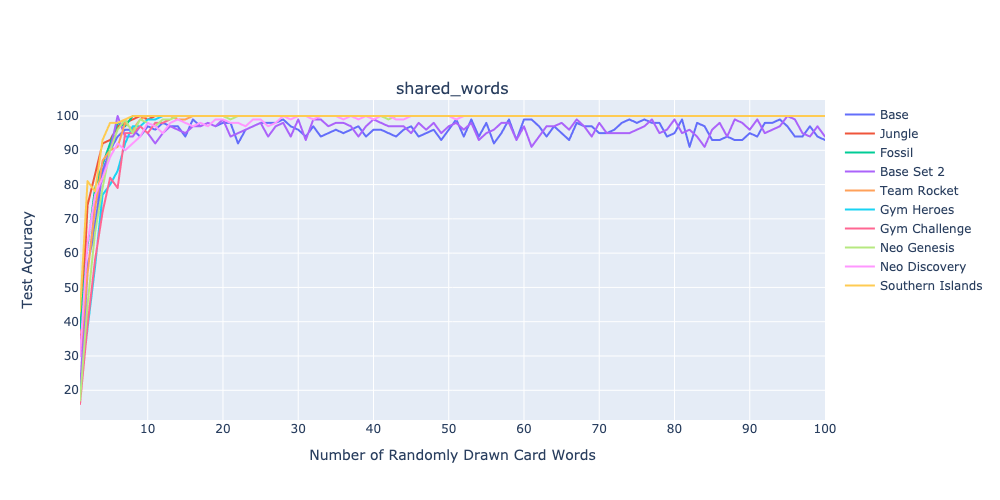 shared_words
Test Accuracy
100
90
80
70
60
50
40
30
20
10
20
30
40
50
60
70
80
90
100
Number of Randomly Drawn Card Words
Base
Jungle
Fossil
Base Set 2
Team Rocket
Gym Heroes
Gym Challenge
Neo Genesis
Neo Discovery
Southern Islands